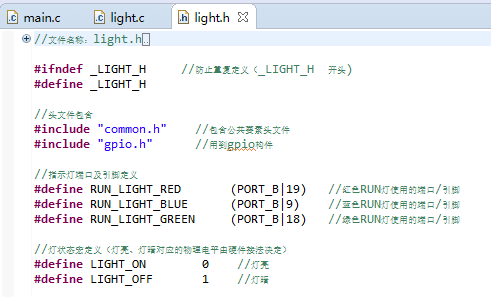 main.c light.c light.h
//文件名称：light.h
#ifndef _LIGHT_H //防止重复定义（_LIGHT_H 开头)
#define _LIGHT_H
//头文件包含
#include "common.h" //包含公共要素头文件
#include "gpio.h" //用到gpio构件
//指示灯端口及引脚定义
#define RUN_LIGHT_RED (PORT_B|19) //红色RUN灯使用的端口/引脚
#define RUN_LIGHT_BLUE (PORT_B|9) //蓝色RUN灯使用的端口/引脚
#define RUN_LIGHT_GREEN (PORT_B|18) //绿色RUN灯使用的端口/引脚
//灯状态宏定义（灯亮、灯暗对应的物理电平由硬件接法决定）
#define LIGHT_ON 0 //灯亮
#define LIGHT_OFF 1 //灯暗